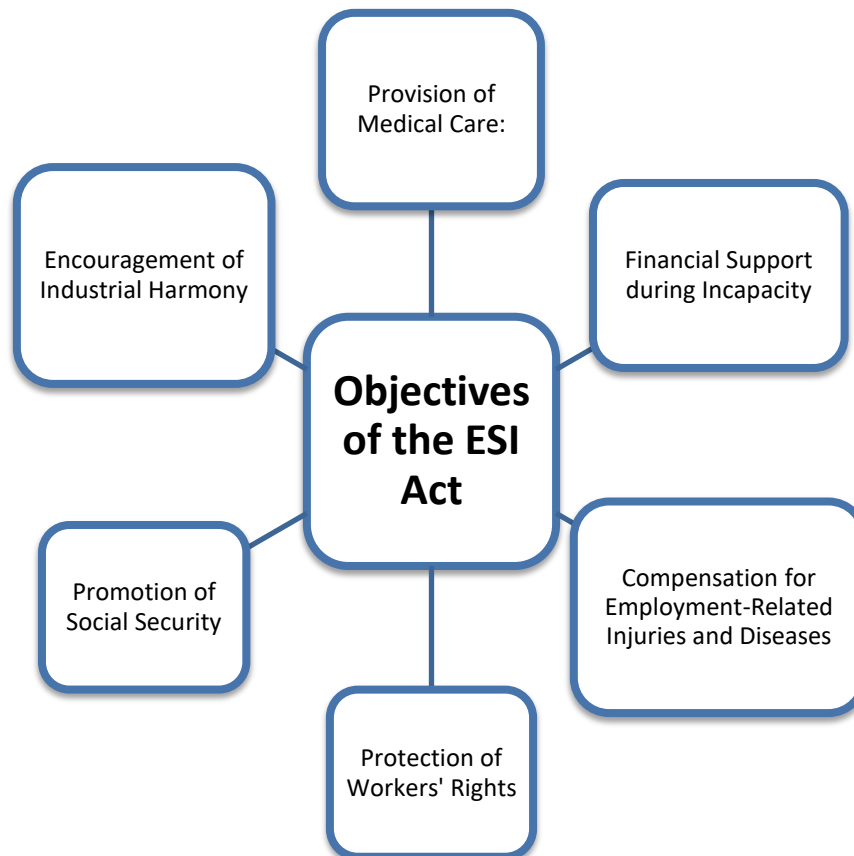 Provision of
Medical Care:
Encouragement of
Industrial Harmony
Financial Support
during Incapacity
Objectives
of the ESI
Act
Promotion of
Social Security
Compensation for
Employment-Related
Injuries and Diseases
Protection of
Workers' Rights